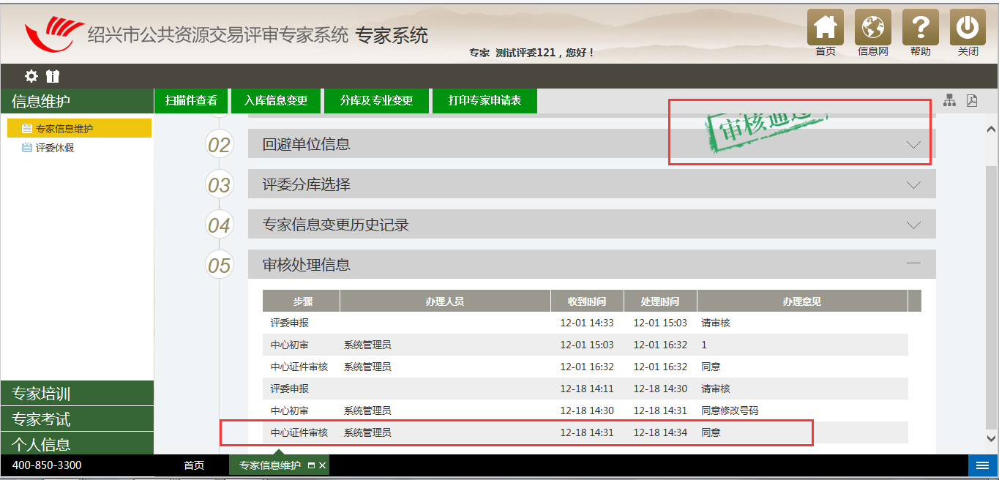 绍兴市公共资源交易评审专家系统 专家系统
专家 测试评委121，您好！
首页 信息网 帮助 关闭
信息维护
扫描件查看 入库信息变更 分库及专业变更 打印专家申请表
专家信息维护
评委休假
审核通过
02 回避单位信息
03 评委分库选择
04 专家信息变更历史记录
05 审核处理信息
步骤 办理人员 收到时间 处理时间 办理意见
评委申报 12-01 14:33 12-01 15:03 请审核
中心初审 系统管理员 12-01 15:03 12-01 16:32 1
中心证件审核 系统管理员 12-01 16:32 12-01 16:32 同意
评委申报 12-18 14:11 12-18 14:30 请审核
中心初审 系统管理员 12-18 14:30 12-18 14:31 同意修改号码
中心证件审核 系统管理员 12-18 14:31 12-18 14:34 同意
专家培训
专家考试
个人信息
400-850-3300 首页 专家信息维护